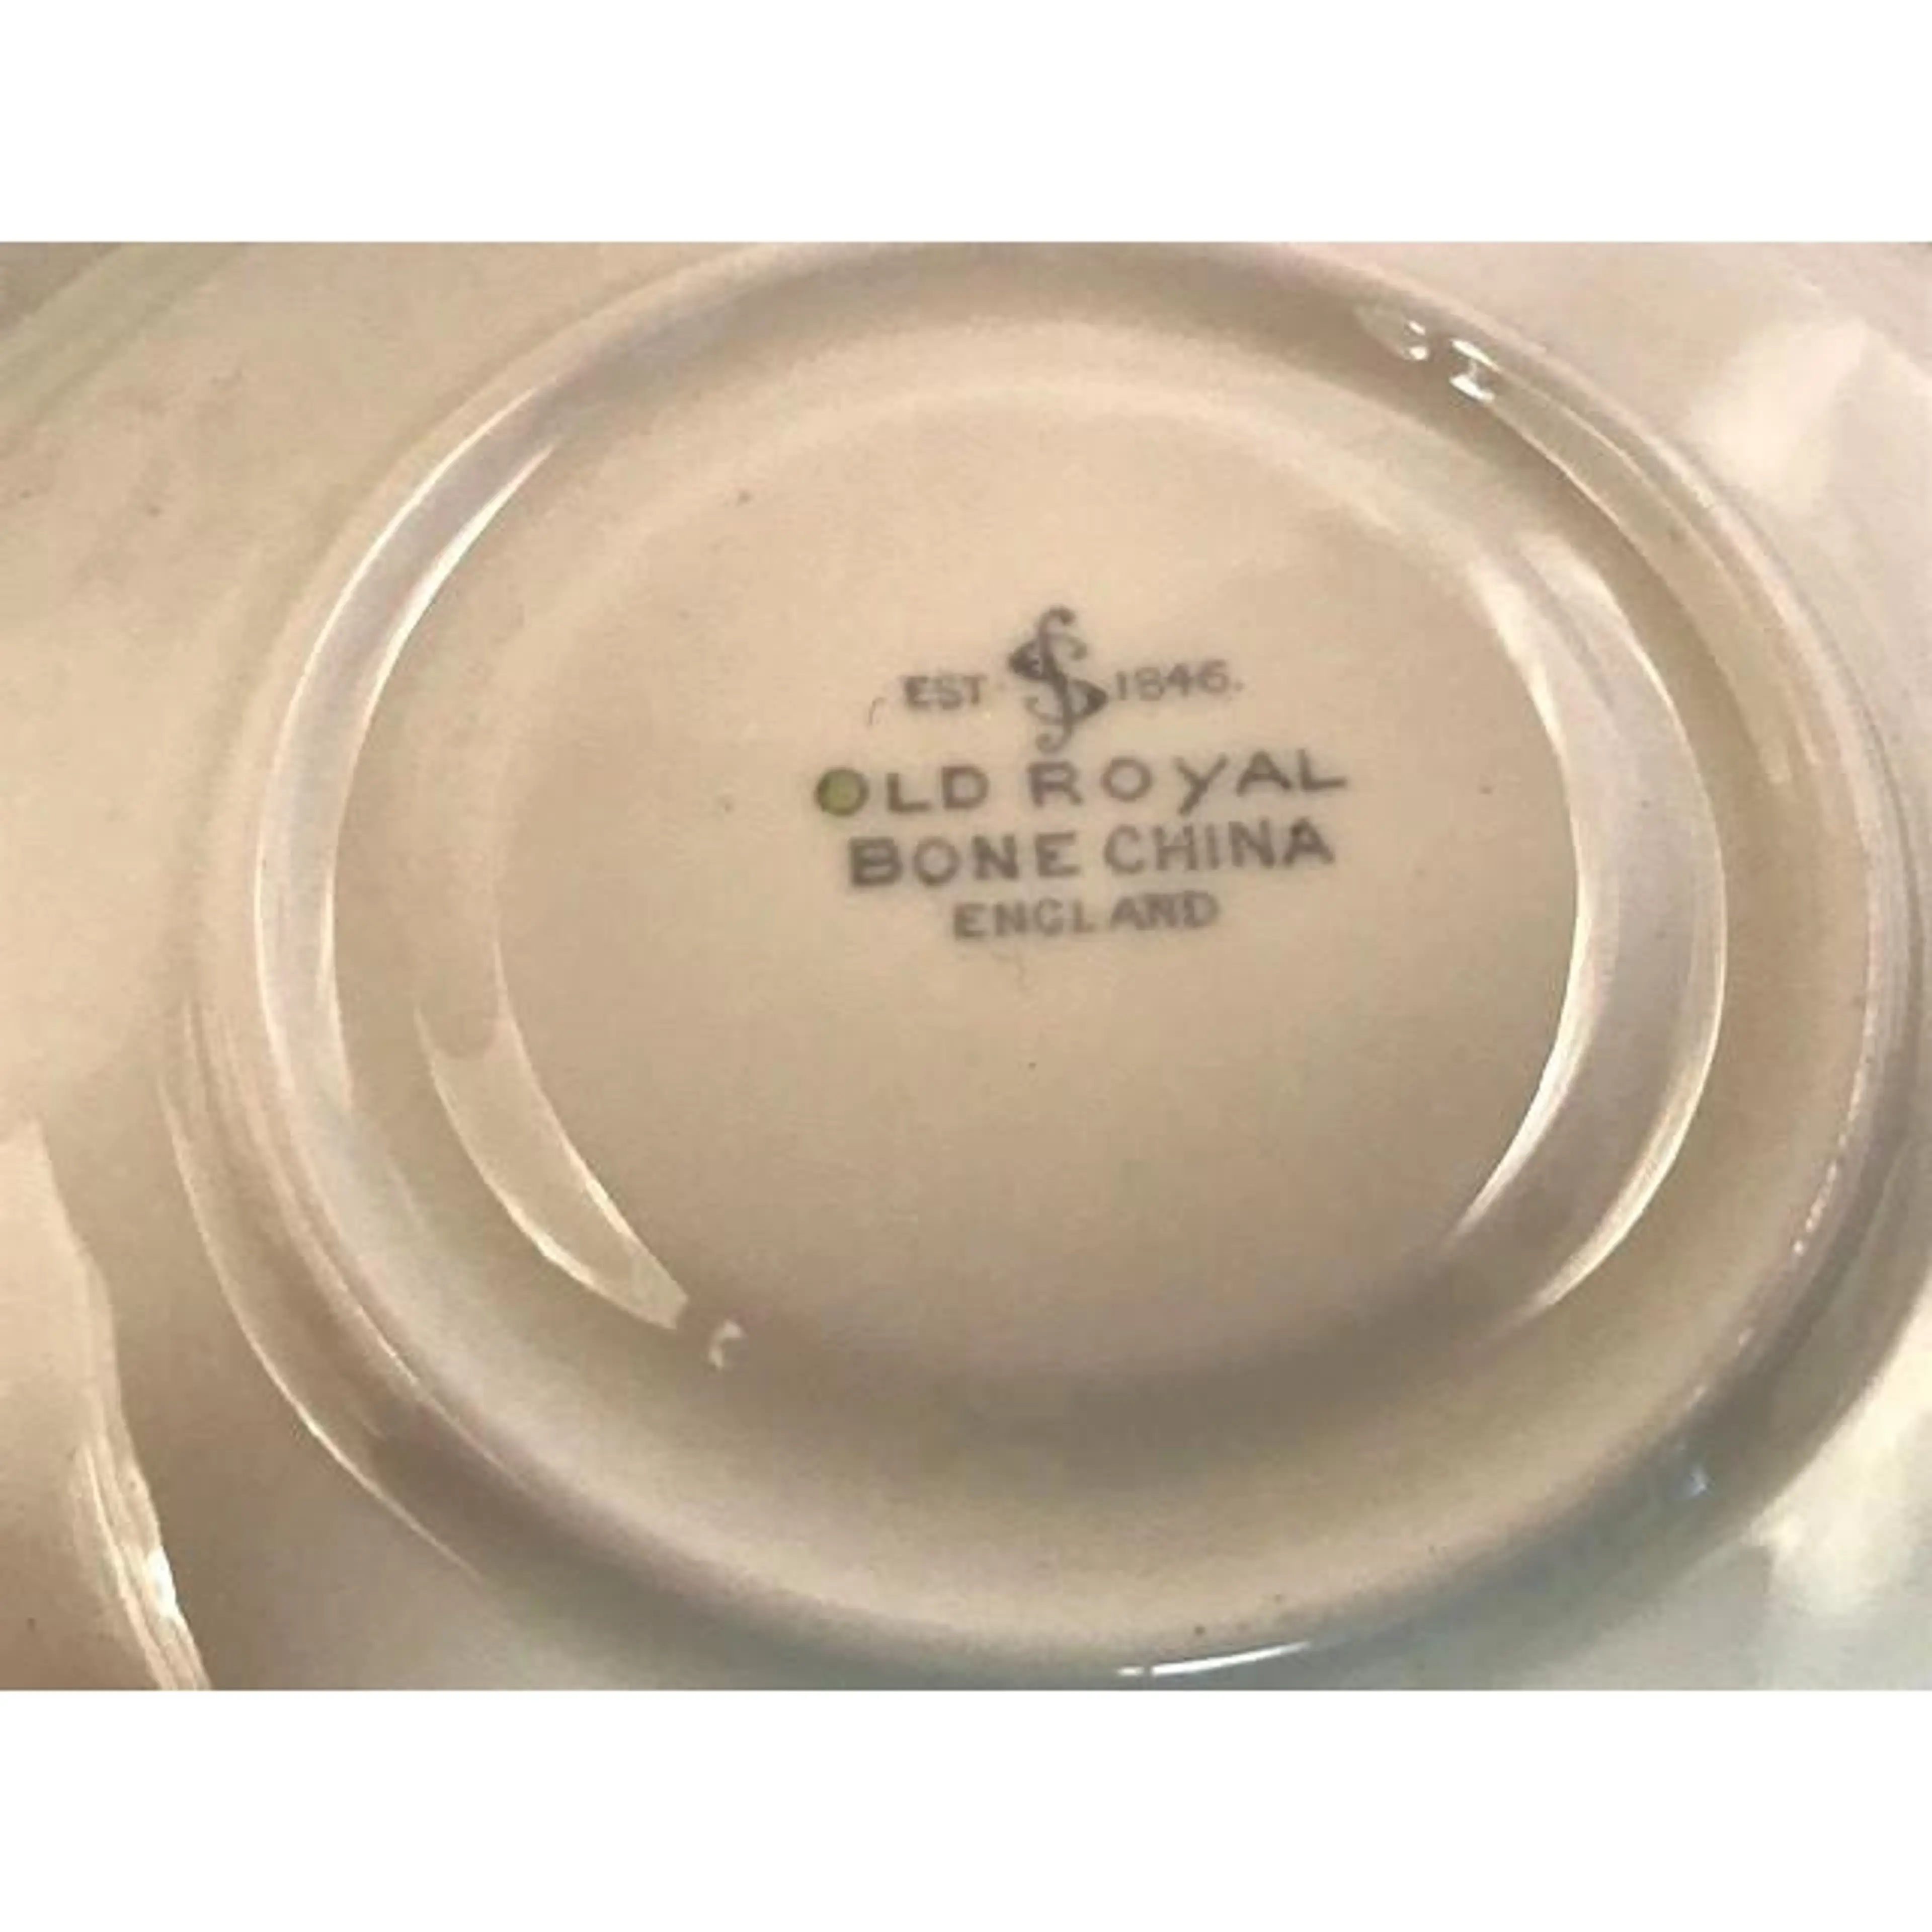 EST 1846.
OLD ROYAL
BONE CHINA
ENGLAND